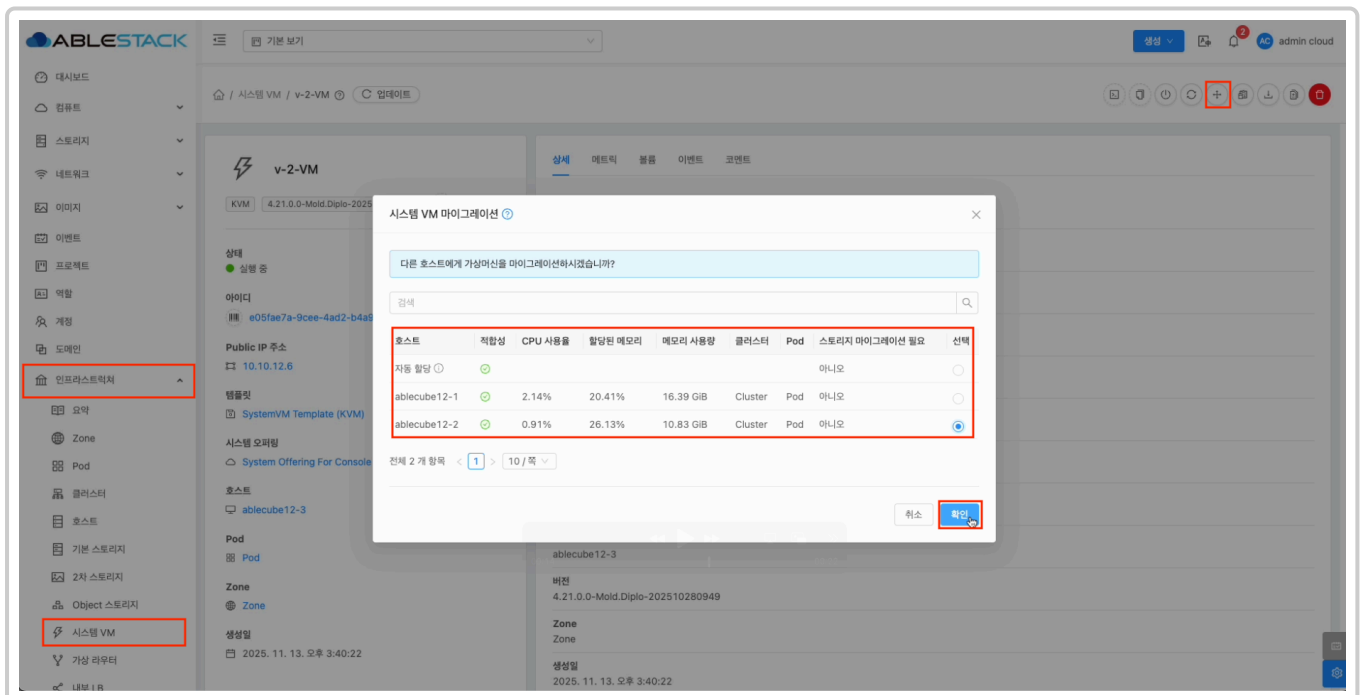 ABLESTACK
기본 보기
생성
2
AC
admin cloud
대시보드
컴퓨트
스토리지
네트워크
이미지
이벤트
프로젝트
역할
계정
도메인
인프라스트럭쳐
요약
Zone
Pod
클러스터
호스트
기본 스토리지
2차 스토리지
Object 스토리지
시스템 VM
가상 라우터
내부 LB
/ 시스템 VM / v-2-VM
업데이트
v-2-VM
KVM
4.21.0.0-Mold.Diplo-2025
상태
실행 중
아이디
e05fae7a-9cee-4ad2-b4a9
Public IP 주소
10.10.12.6
템플릿
SystemVM Template (KVM)
시스템 오퍼링
System Offering For Console
호스트
ablecube12-3
Pod
Pod
Zone
Zone
생성일
2025. 11. 13. 오후 3:40:22
상세 메트릭 볼륨 이벤트 코멘트
시스템 VM 마이그레이션
다른 호스트에게 가상머신을 마이그레이션하시겠습니까?
검색
호스트 적합성 CPU 사용율 할당된 메모리 메모리 사용량 클러스터 Pod 스토리지 마이그레이션 필요 선택
자동 할당 아니오
ablecube12-1 2.14% 20.41% 16.39 GiB Cluster Pod 아니오
ablecube12-2 0.91% 26.13% 10.83 GiB Cluster Pod 아니오
전체 2 개 항목 < 1 > 10 / 쪽
취소
확인
ablecube12-3
버전
4.21.0.0-Mold.Diplo-202510280949
Zone
Zone
생성일
2025. 11. 13. 오후 3:40:22